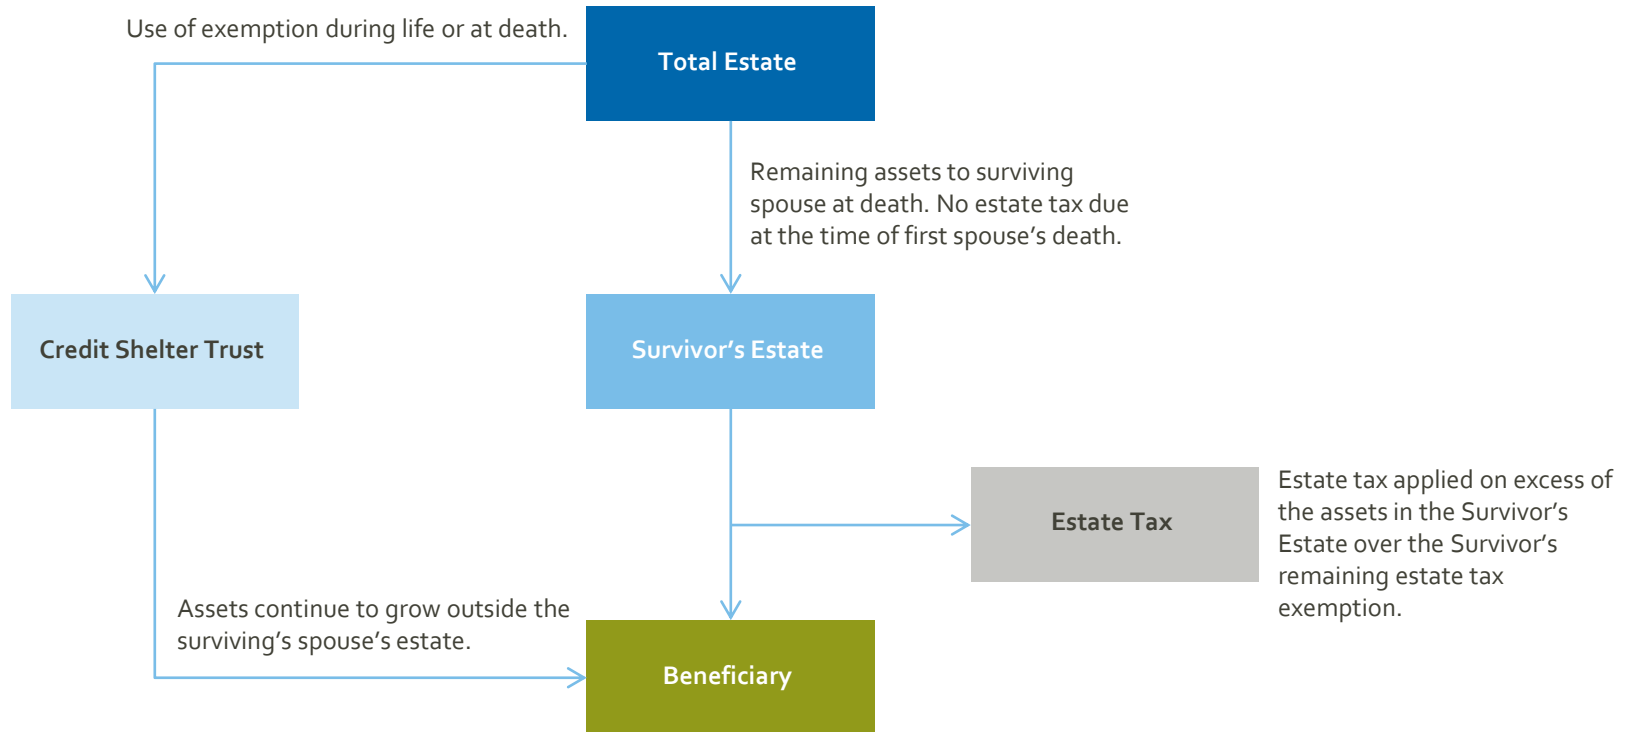 Use of exemption during life or at death.
Total Estate
Remaining assets to surviving
spouse at death. No estate tax due
at the time of first spouse’s death.
Credit Shelter Trust
Survivor’s Estate
Estate Tax
Estate tax applied on excess of
the assets in the Survivor’s
Estate over the Survivor’s
remaining estate tax
exemption.
Assets continue to grow outside the
surviving’s spouse’s estate.
Beneficiary